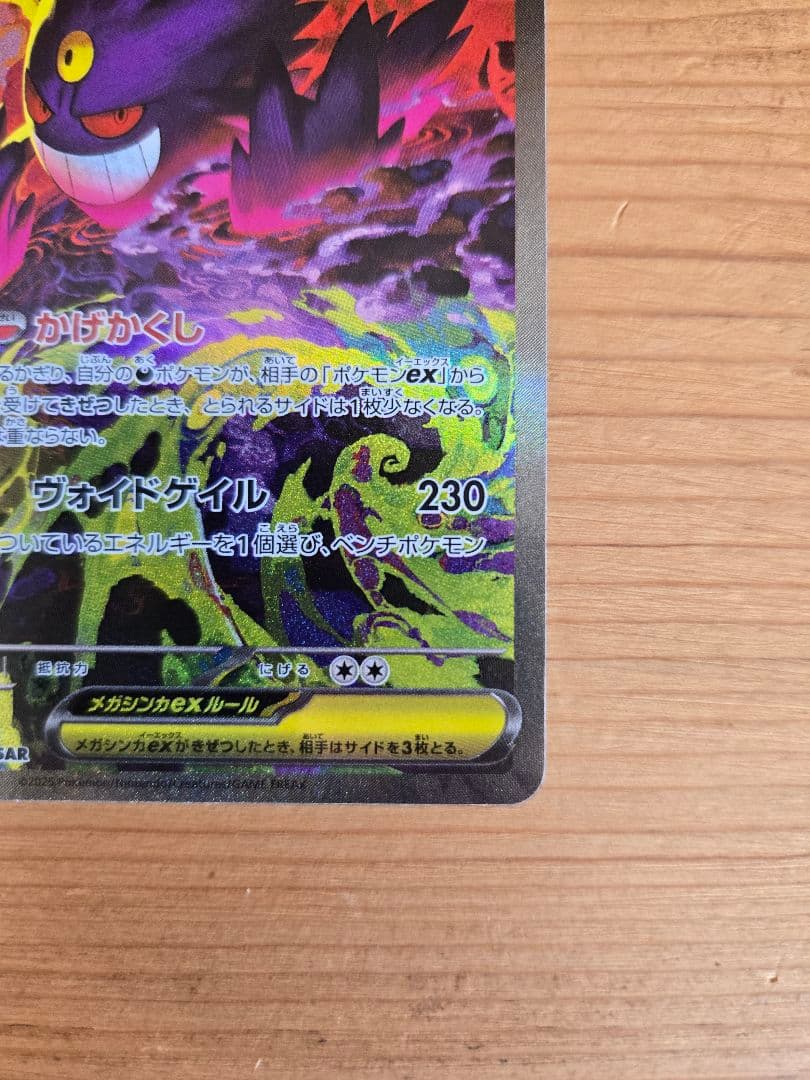 かげかくし
るかぎり、自分のポケモンが、相手の「ポケモンex」から
受けてきぜつしたとき、とられるサイドは1枚少なくなる。
重ならない。
ヴォイドゲイル 230
ついているエネルギーを1個選び、ベンチポケモン
抵抗力 にげる
メガシンカexルール
メガシンカexがきぜつしたとき、相手はサイドを3枚とる。
SAR
©2025 Pokémon/Nintendo/Creatures/GAME FREAK